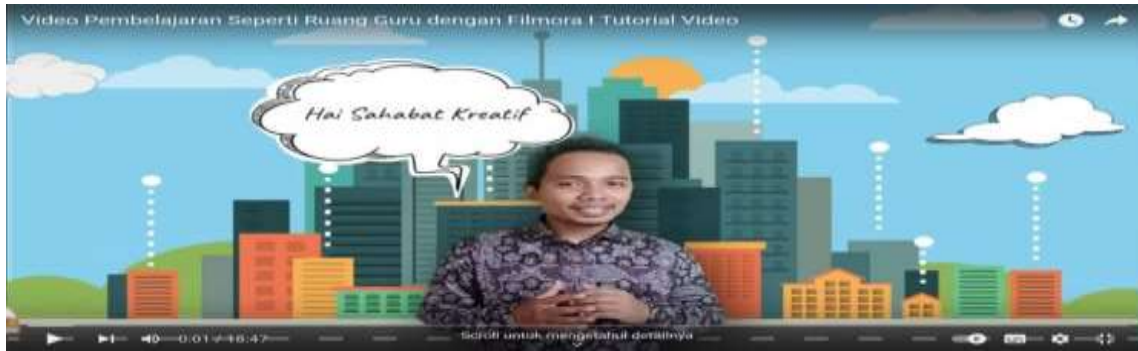 Video Pembelajaran Seperti Ruang Guru dengan Filmora I Tutorial Video
Hai Sahabat Kreatif
0:01 / 16:47
Scroll untuk mengetahui detailnya